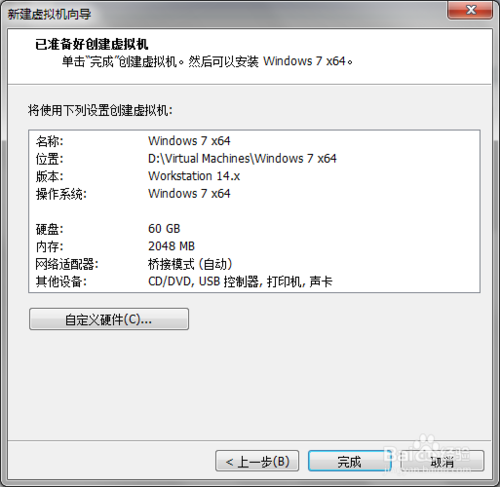 新建虚拟机向导
已准备好创建虚拟机
单击“完成”创建虚拟机。然后可以安装 Windows 7 x64。
将使用下列设置创建虚拟机:
名称: Windows 7 x64
位置: D:\Virtual Machines\Windows 7 x64
版本: Workstation 14.x
操作系统: Windows 7 x64
硬盘: 60 GB
内存: 2048 MB
网络适配器: 桥接模式 (自动)
其他设备: CD/DVD, USB 控制器, 打印机, 声卡
自定义硬件(C)...
< 上一步(B) 完成 取消
Baidu 经验